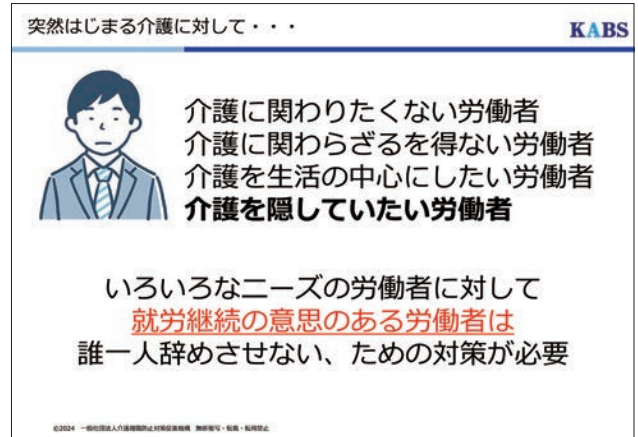 突然はじまる介護に対して・・・
KABS
介護に関わりたくない労働者
介護に関わらざるを得ない労働者
介護を生活の中心にしたい労働者
介護を隠していたい労働者
いろいろなニーズの労働者に対して
就労継続の意思のある労働者は
誰一人辞めさせない、ための対策が必要
©2024 一般社団法人介護離職防止対策促進機構 無断複写・転載・転用禁止